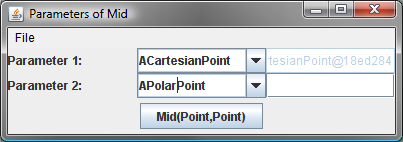 Parameters of Mid
File
Parameter 1: ACartesianPoint tesianPoint@18ed284
Parameter 2: APolarPoint
Mid(Point,Point)